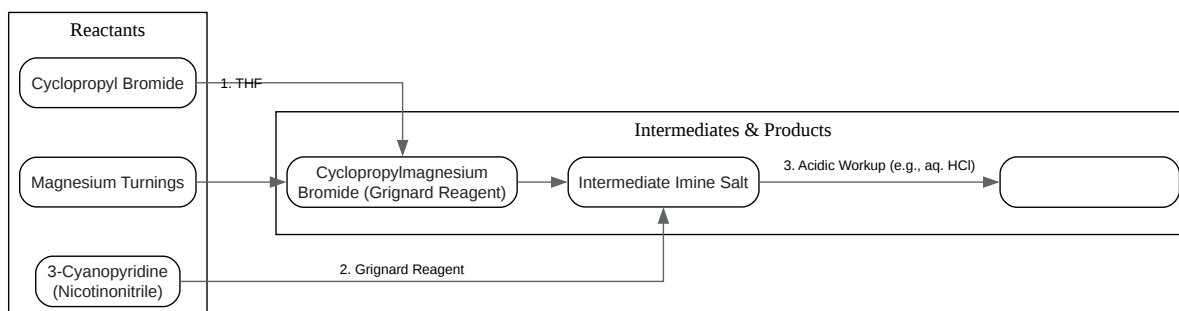 Reactants
Cyclopropyl Bromide
1. THF
Intermediates & Products
Magnesium Turnings
Cyclopropylmagnesium
Bromide (Grignard Reagent)
Intermediate Imine Salt
3. Acidic Workup (e.g., aq. HCl)
3-Cyanopyridine
(Nicotinonitrile)
2. Grignard Reagent